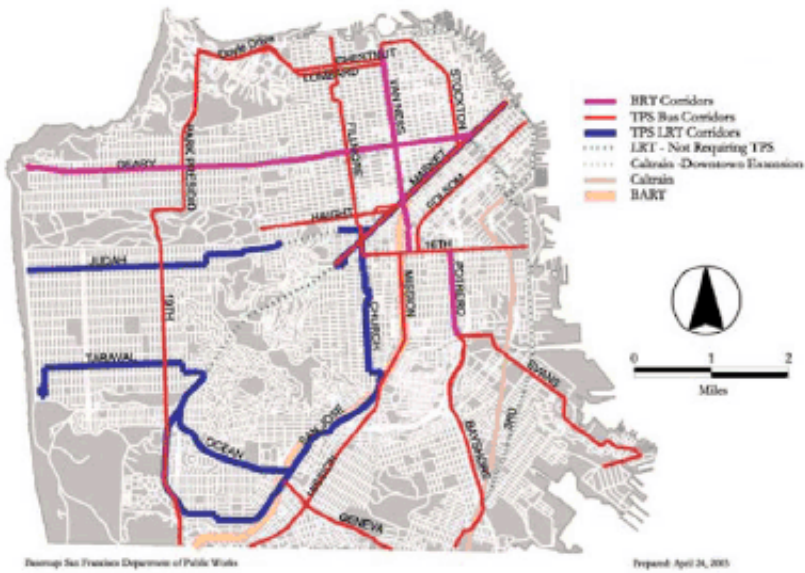 Doyle Drive
CHESTNUT
LOMBARD
VAN NESS
STOCKTON
FILLMORE
PARK PRESIDIO
GEARY
MARKET
FOLSOM
HAIGHT
16TH
JUDAH
19TH
CHURCH
MISSION
POTRERO
TARAVAL
EVANS
3RD
SAN JOSE
OCEAN
BAYSHORE
MISSION
GENEVA
BRT Corridors
TPS Bus Corridors
TPS LRT Corridors
LRT - Not Requiring TPS
Caltrain -Downtown Extension
Caltrain
BART
0 1 2
Miles
Basemap: San Francisco Department of Public Works
Prepared: April 24, 2003